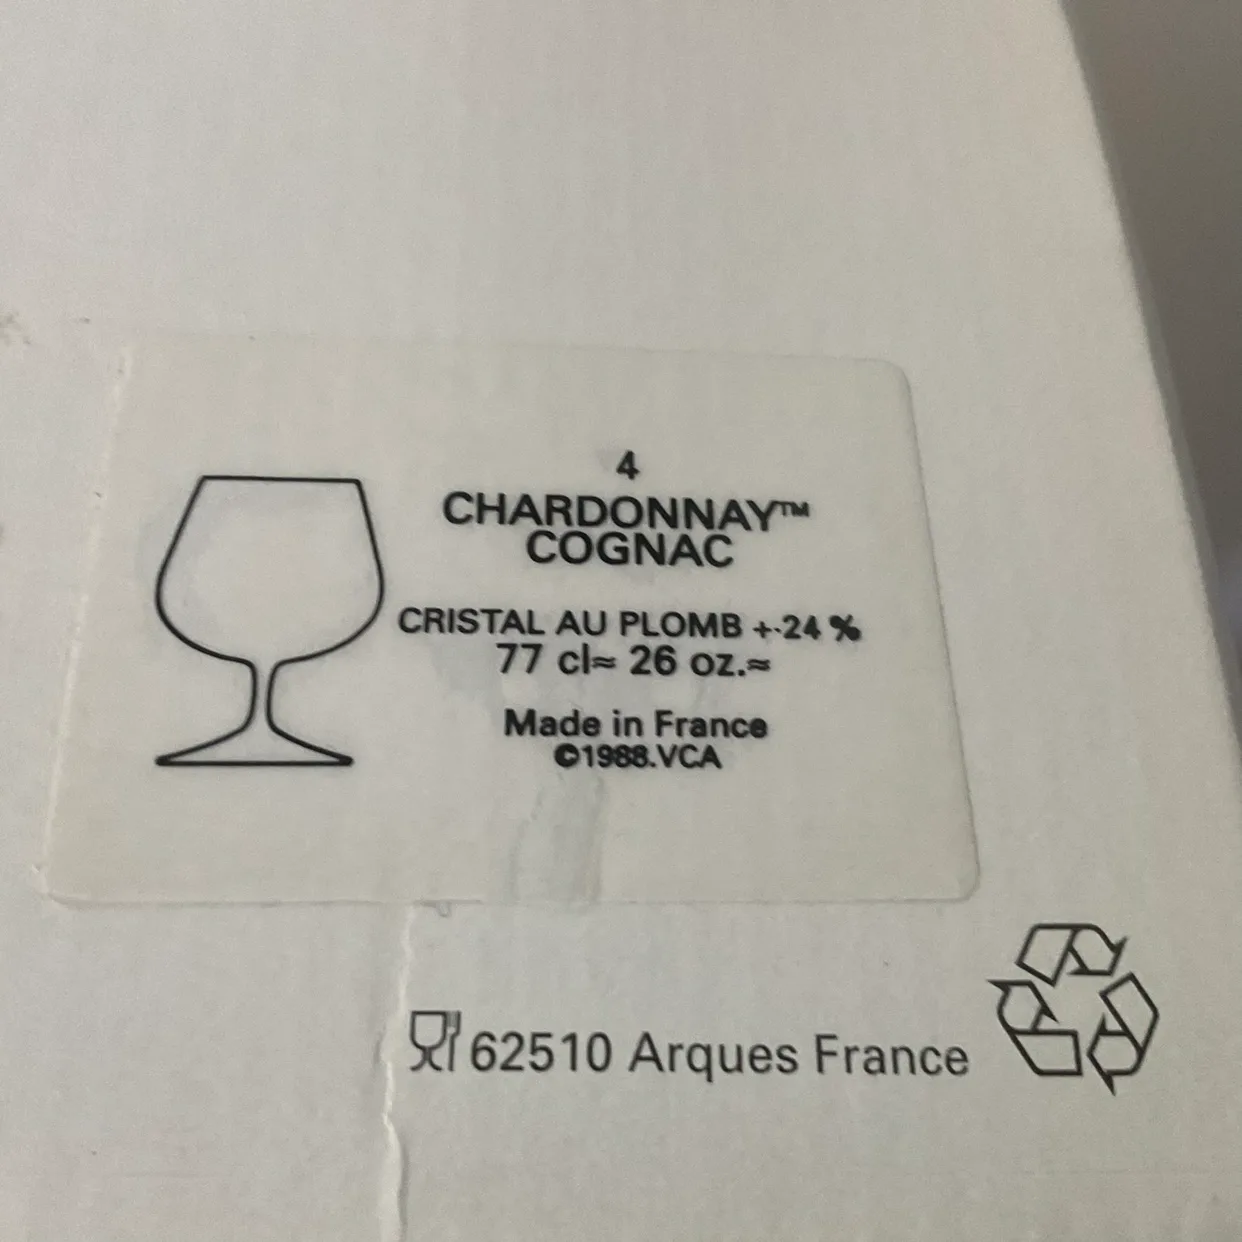 4
CHARDONNAY™
COGNAC
CRISTAL AU PLOMB +·24 %
77 cl≈ 26 oz.≈
Made in France
©1988.VCA
62510 Arques France